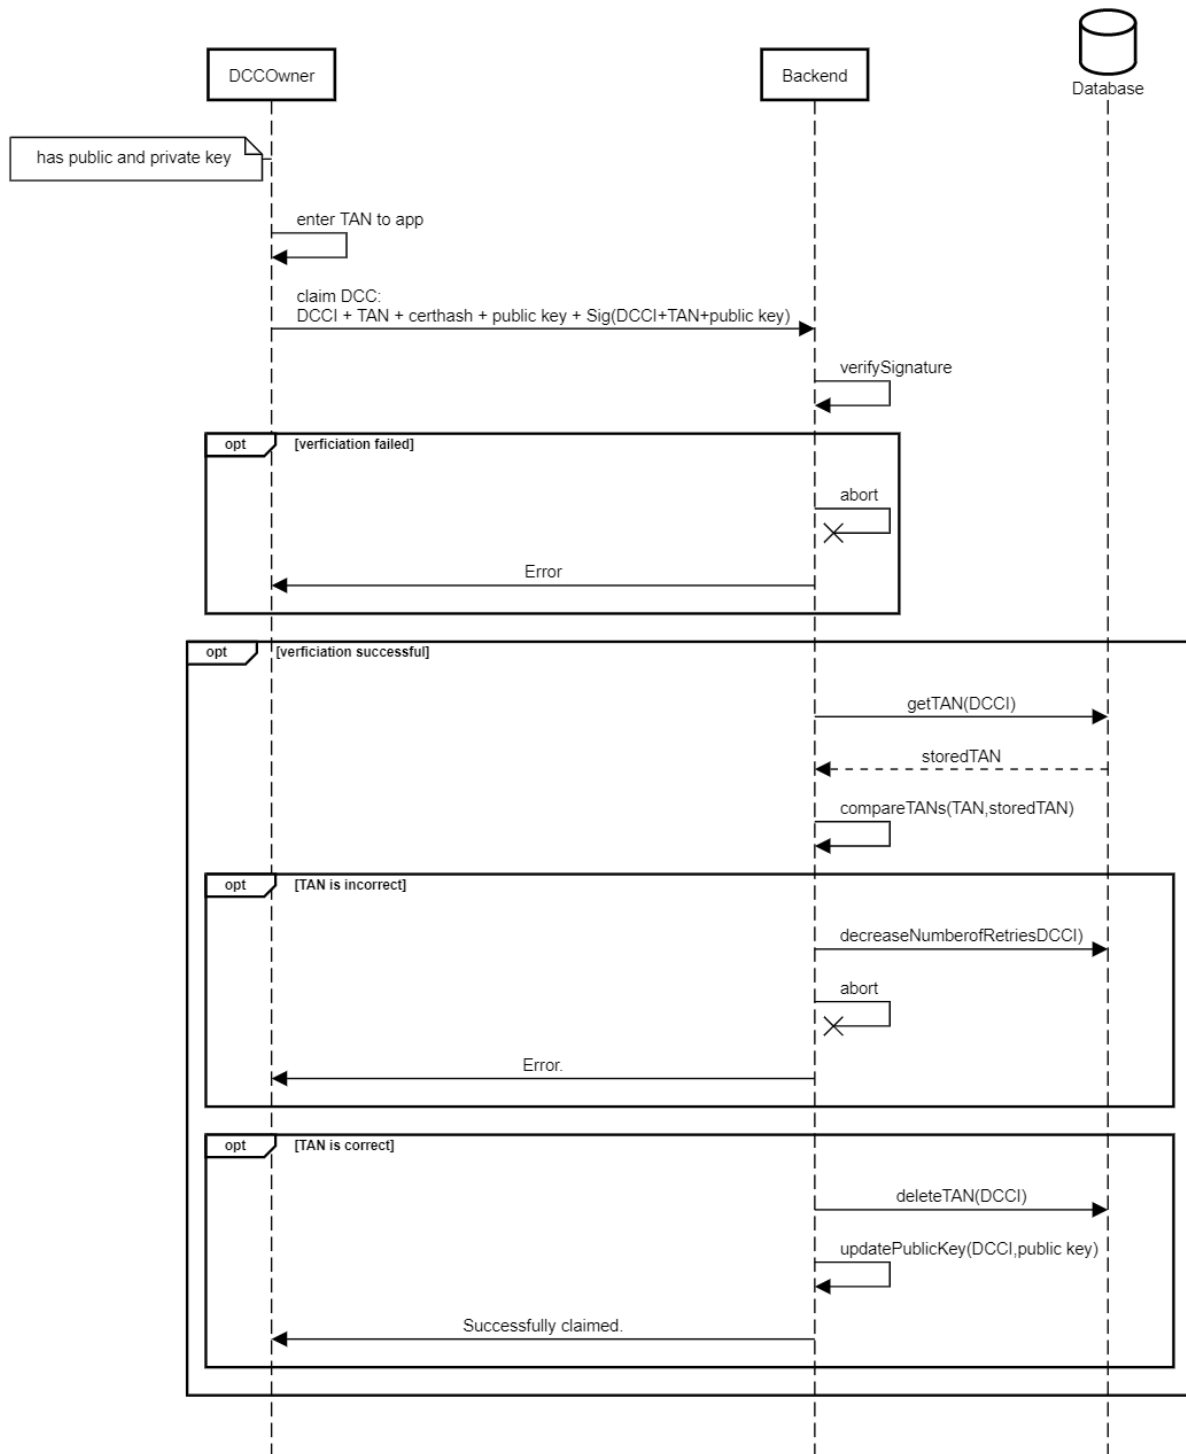 DCCOwner
Backend
Database
has public and private key
enter TAN to app
claim DCC:
DCCI + TAN + certhash + public key + Sig(DCCI+TAN+public key)
verifySignature
opt
[verficiation failed]
abort
Error
opt
[verficiation successful]
getTAN(DCCI)
storedTAN
compareTANs(TAN,storedTAN)
opt
[TAN is incorrect]
decreaseNumberofRetriesDCCI)
abort
Error.
opt
[TAN is correct]
deleteTAN(DCCI)
updatePublicKey(DCCI,public key)
Successfully claimed.